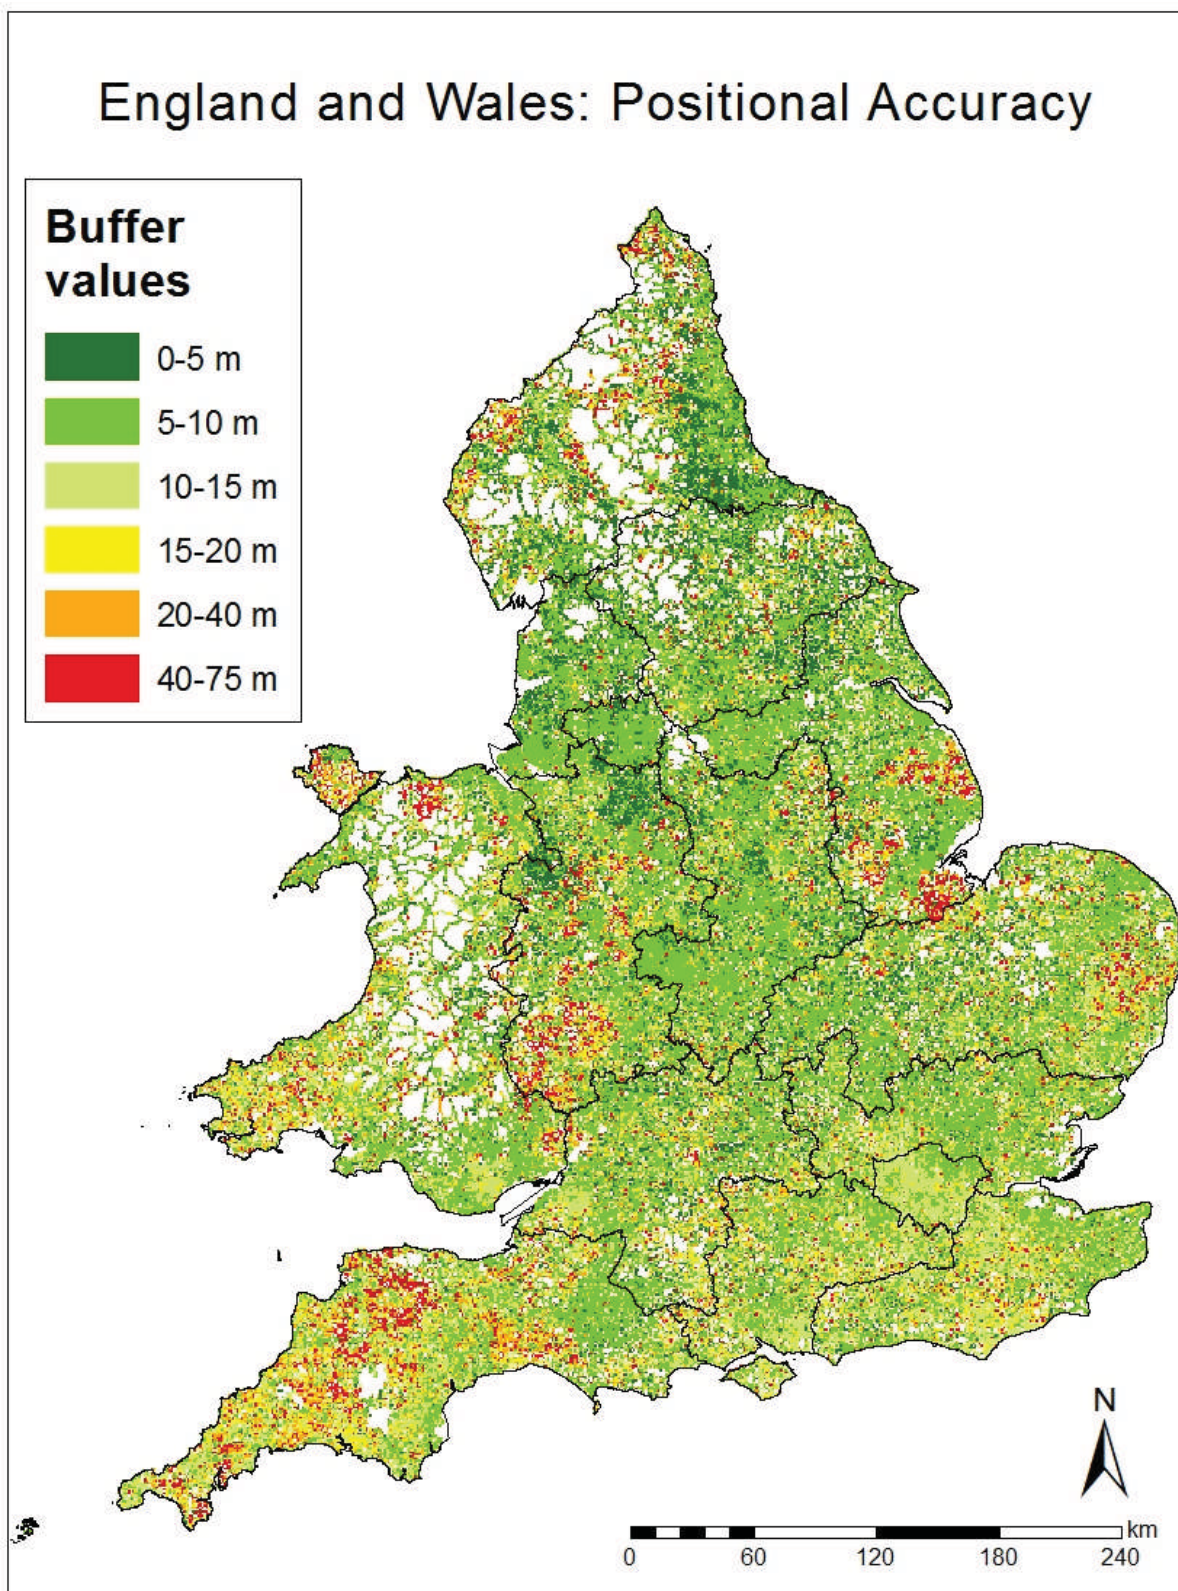 England and Wales: Positional Accuracy
Buffer
values
0-5 m
5-10 m
10-15 m
15-20 m
20-40 m
40-75 m
N
km
0 60 120 180 240